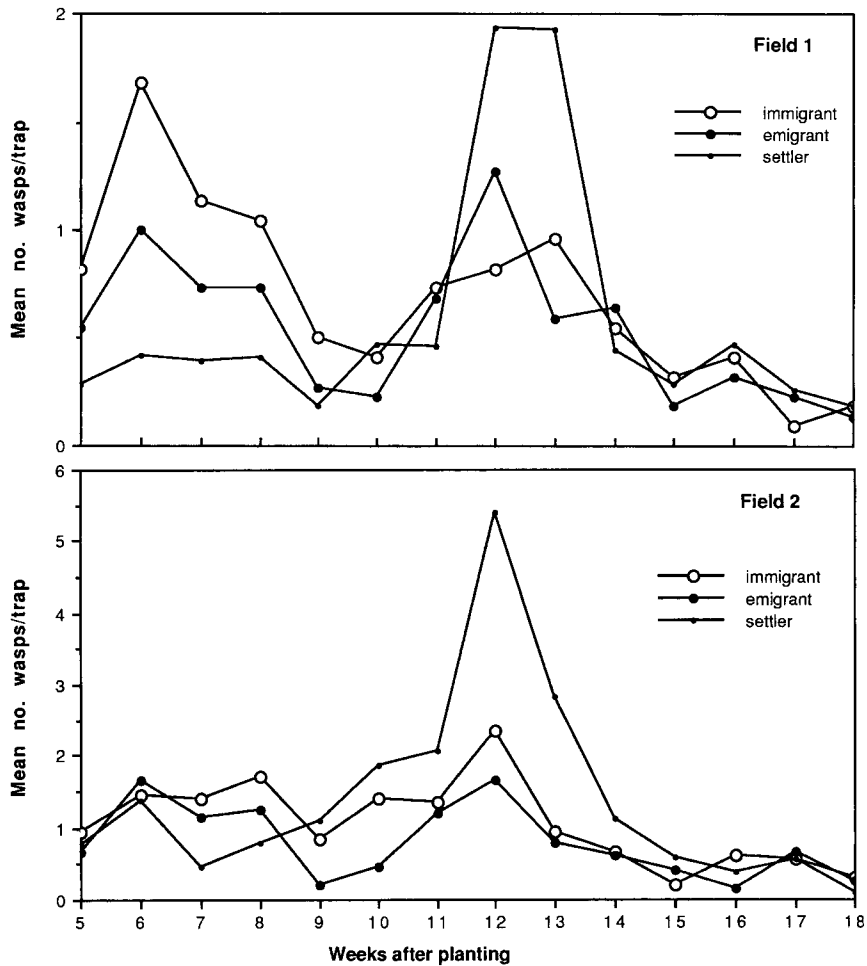 2
Field 1
immigrant
emigrant
settler
1
0
Mean no. wasps/trap
6
Field 2
5
immigrant
emigrant
settler
4
3
2
1
0
Mean no. wasps/trap
5 6 7 8 9 10 11 12 13 14 15 16 17 18
Weeks after planting